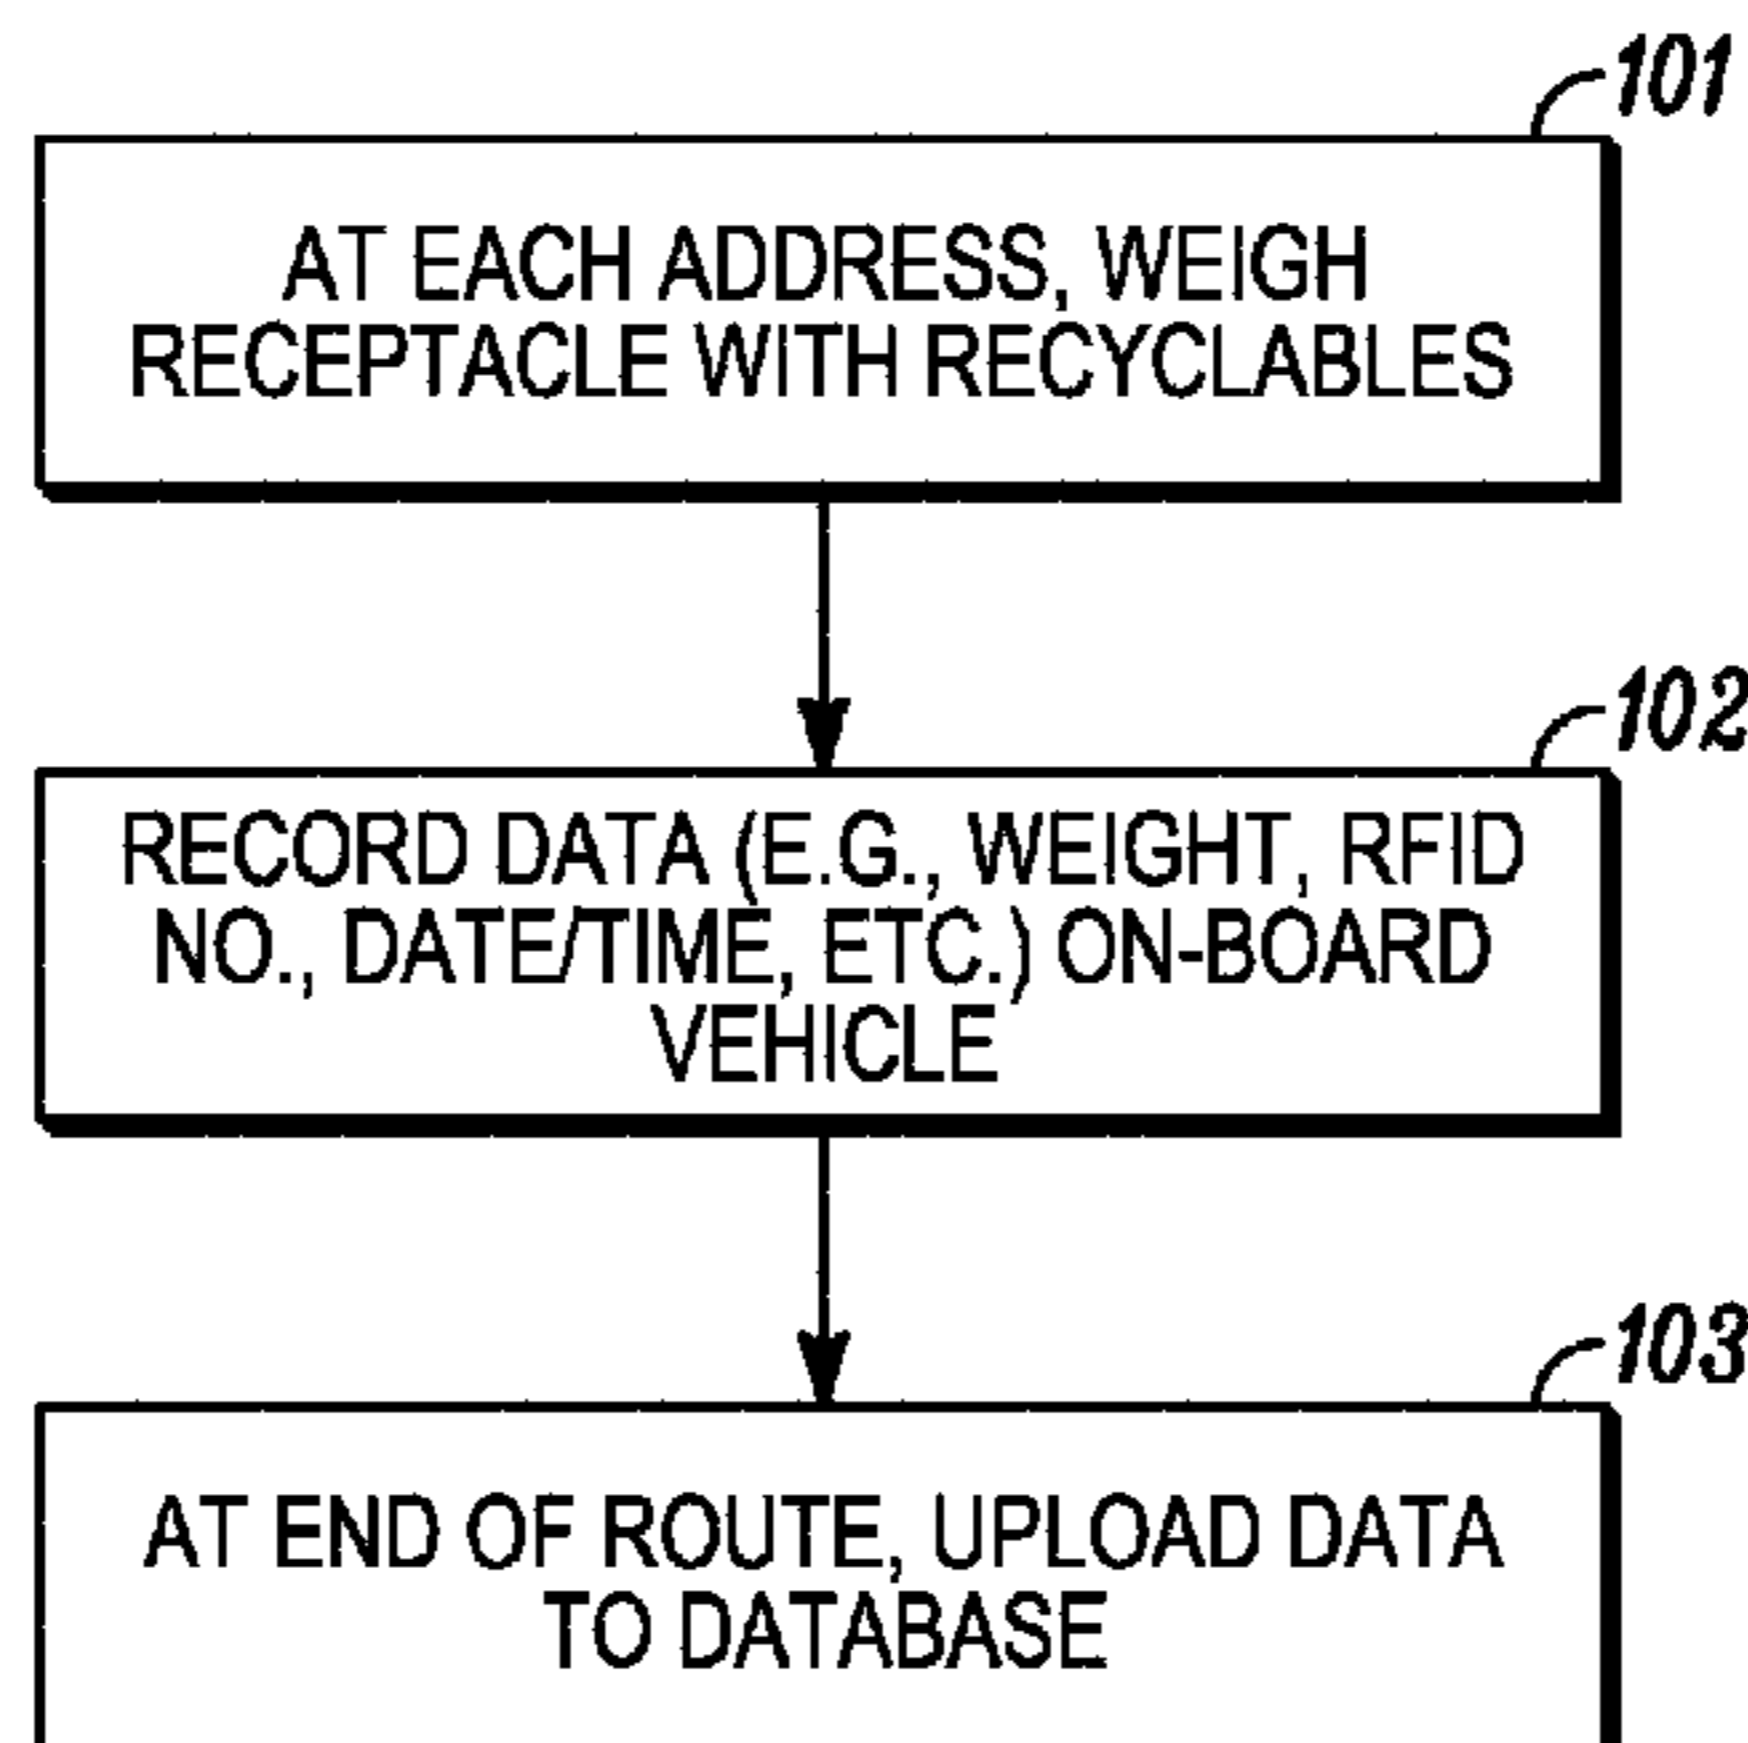 101
AT EACH ADDRESS, WEIGH
RECEPTACLE WITH RECYCLABLES
102
RECORD DATA (E.G., WEIGHT, RFID
NO., DATE/TIME, ETC.) ON-BOARD
VEHICLE
103
AT END OF ROUTE, UPLOAD DATA
TO DATABASE